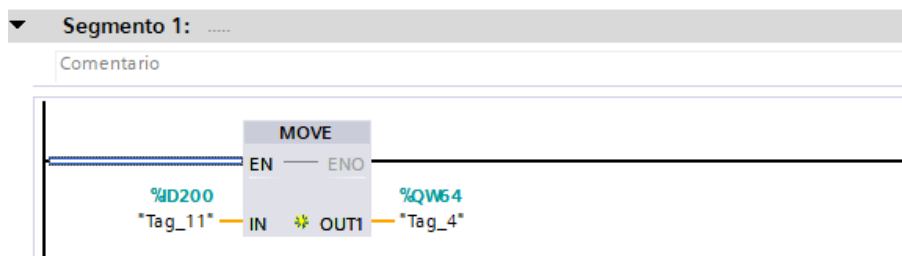 Segmento 1: .....
Comentario
MOVE
EN ENO
%ID200 %QW64
"Tag_11" IN OUT1 "Tag_4"